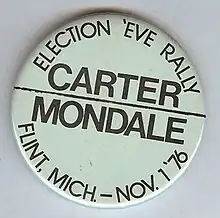 ELECTION 'EVE RALLY
CARTER
MONDALE
FLINT, MICH. – NOV. 1 '76